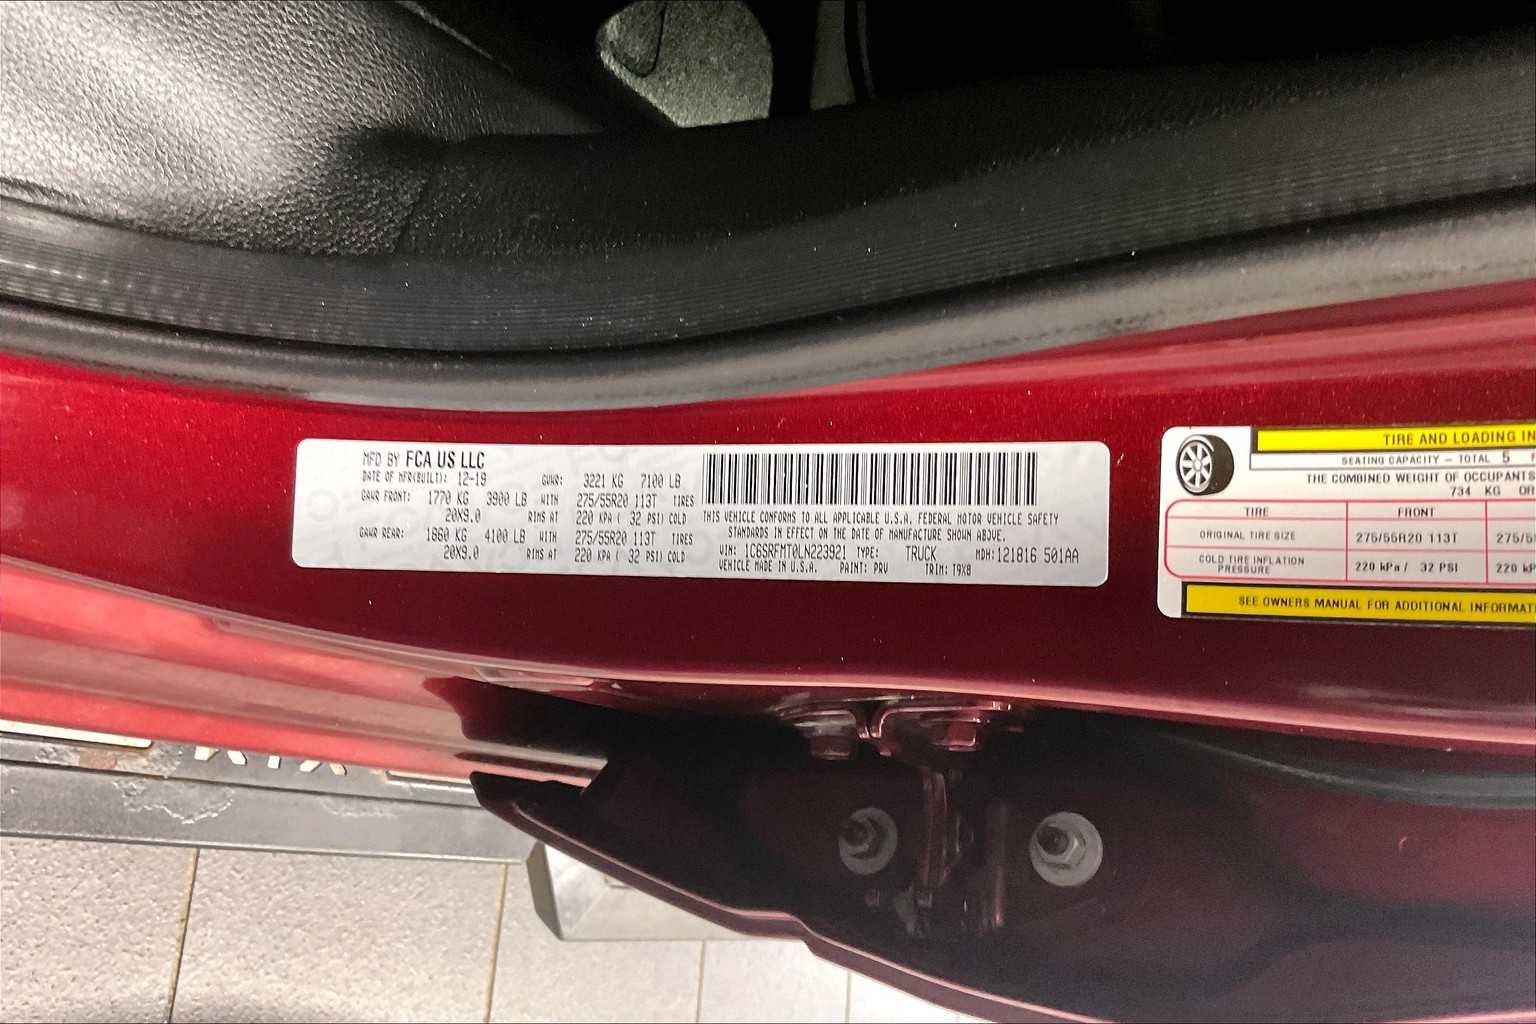 MFD BY FCA US LLC
DATE OF MFR(BUILT): 12-19 GVWR: 3221 KG 7100 LB
GAWR FRONT: 1770 KG 3900 LB WITH 275/55R20 113T TIRES
20X9.0 RIMS AT 220 KPA ( 32 PSI) COLD
GAWR REAR: 1860 KG 4100 LB WITH 275/55R20 113T TIRES
20X9.0 RIMS AT 220 KPA ( 32 PSI) COLD
THIS VEHICLE CONFORMS TO ALL APPLICABLE U.S.A. FEDERAL MOTOR VEHICLE SAFETY
STANDARDS IN EFFECT ON THE DATE OF MANUFACTURE SHOWN ABOVE.
VIN: 1C6SRFMT0LN223921 TYPE: TRUCK MDH:121816 501AA
VEHICLE MADE IN U.S.A. PAINT: PRV TRIM: T9X8
TIRE AND LOADING IN
SEATING CAPACITY – TOTAL 5
THE COMBINED WEIGHT OF OCCUPANTS
734 KG OR
TIRE FRONT
ORIGINAL TIRE SIZE 275/55R20 113T 275/5
COLD TIRE INFLATION PRESSURE 220 kPa / 32 PSI 220 kP
SEE OWNERS MANUAL FOR ADDITIONAL INFORMAT